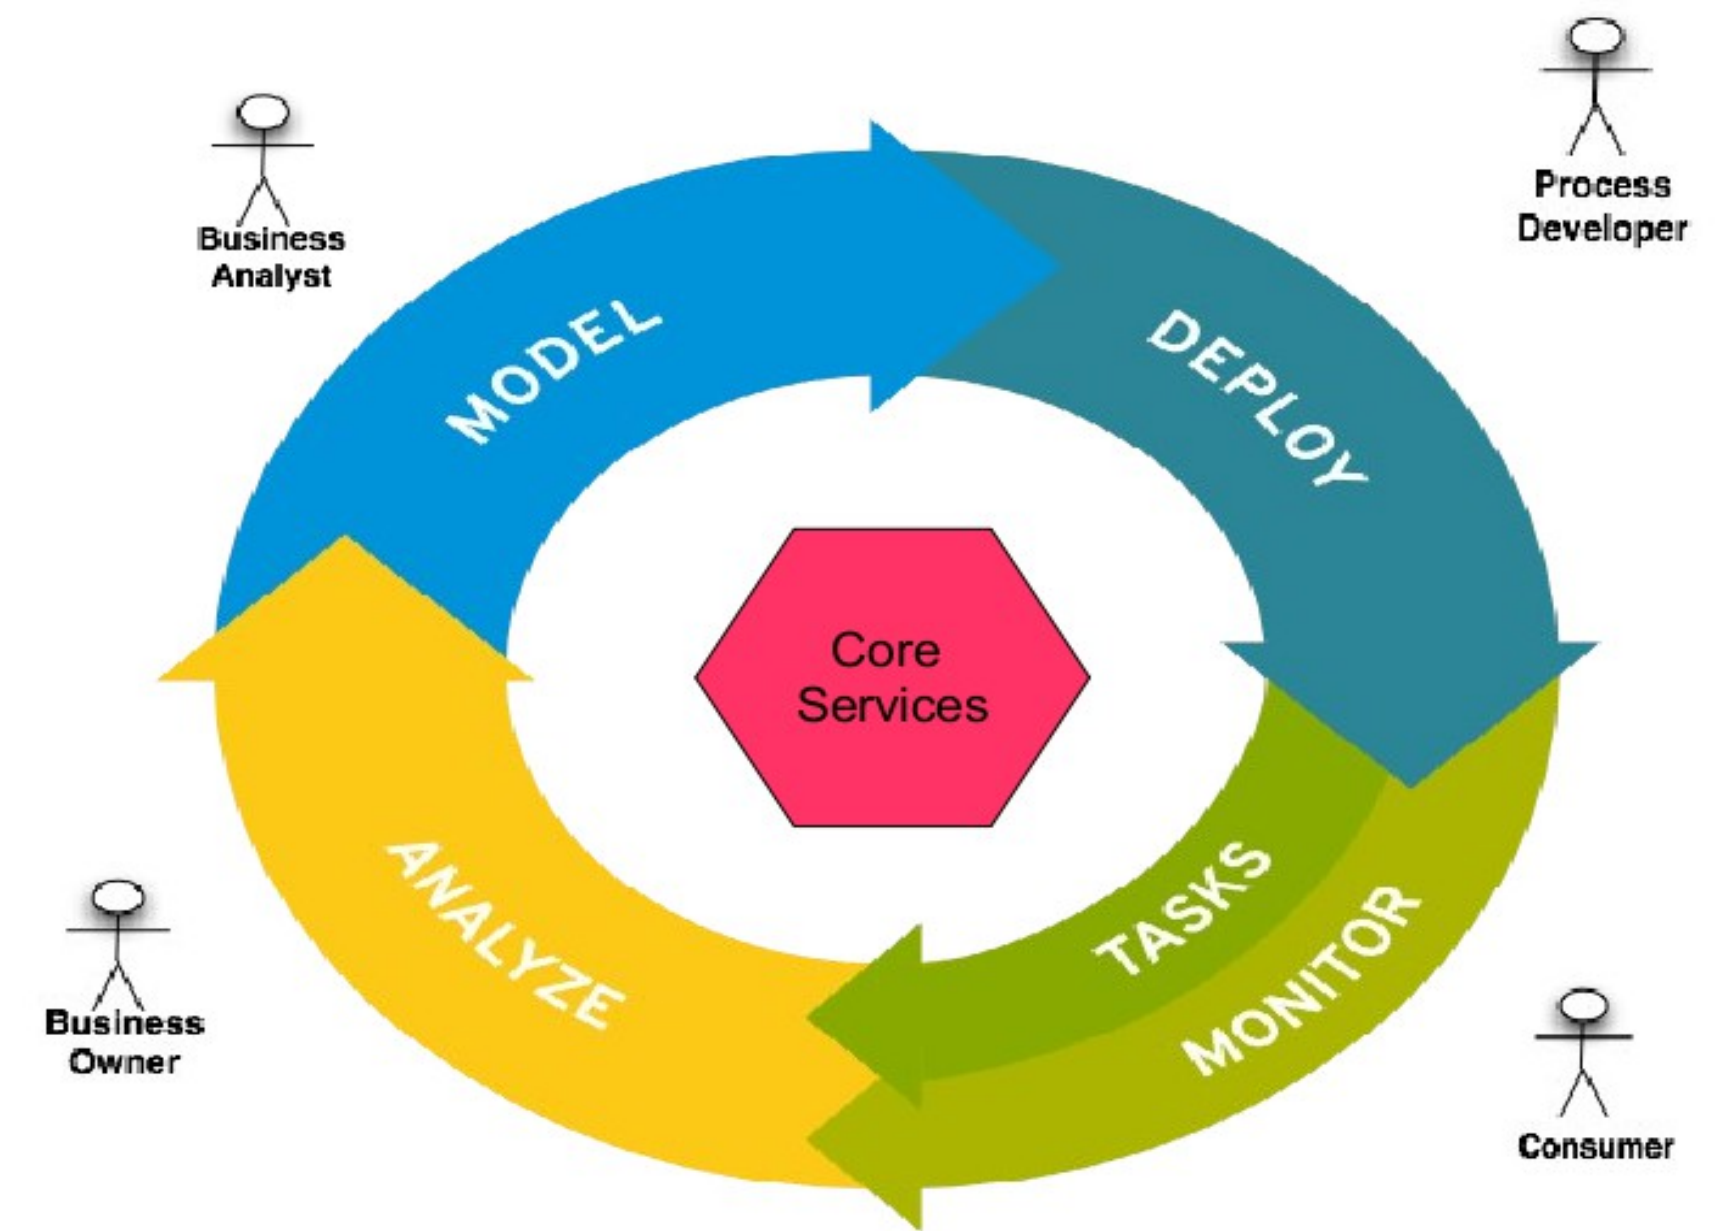 Process
Developer
Business
Analyst
MODEL
DEPLOY
Core
Services
ANALYZE
TASKS
MONITOR
Business
Owner
Consumer